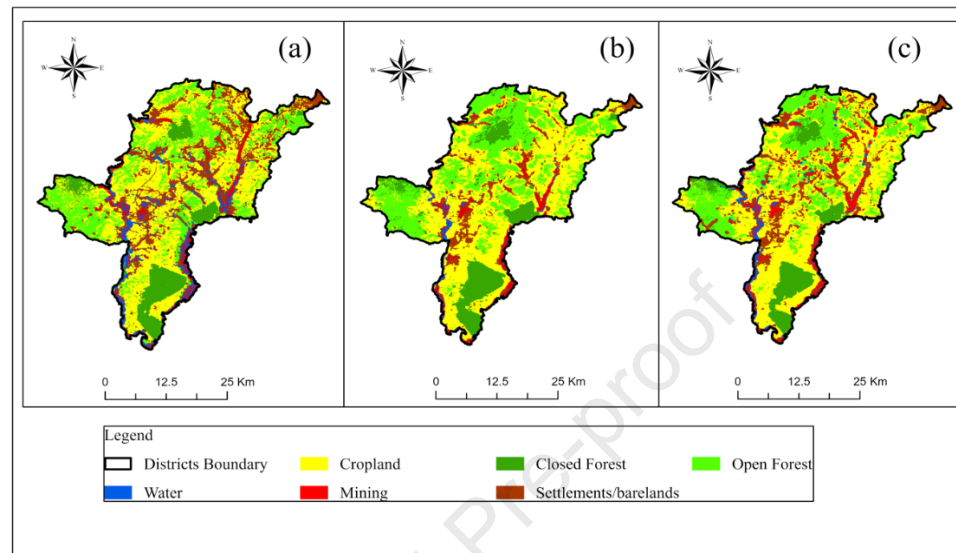 (a) (b) (c)
N N N
W E W E W E
S S S
0 12.5 25 Km 0 12.5 25 Km 0 12.5 25 Km
Legend
Districts Boundary Cropland Closed Forest Open Forest
Water Mining Settlements/barelands
Pre-proof